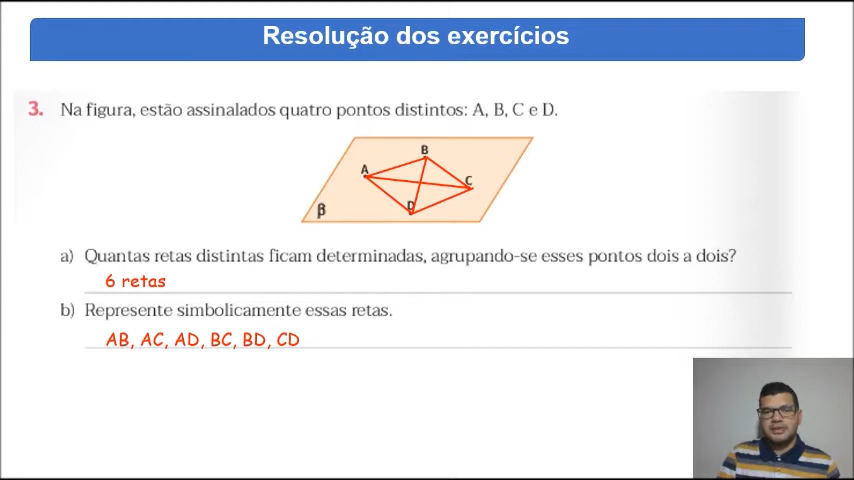 Resolução dos exercícios
3. Na figura, estão assinalados quatro pontos distintos: A, B, C e D.
B
A
C
D
β
a) Quantas retas distintas ficam determinadas, agrupando-se esses pontos dois a dois?
6 retas
b) Represente simbolicamente essas retas.
AB, AC, AD, BC, BD, CD